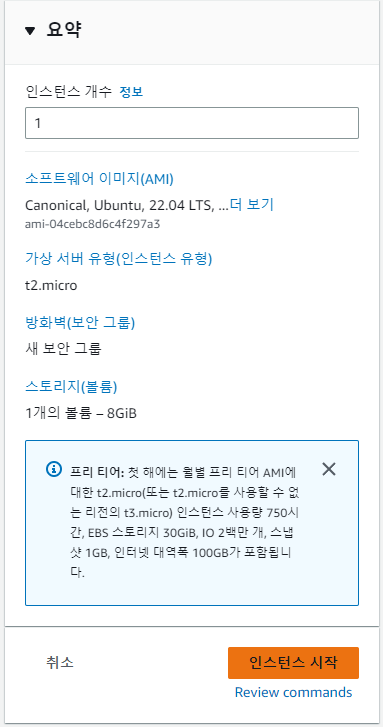 ▼ 요약
인스턴스 개수 정보
1
소프트웨어 이미지(AMI)
Canonical, Ubuntu, 22.04 LTS, ...더 보기
ami-04cebc8d6c4f297a3
가상 서버 유형(인스턴스 유형)
t2.micro
방화벽(보안 그룹)
새 보안 그룹
스토리지(볼륨)
1개의 볼륨 – 8GiB
프리 티어: 첫 해에는 월별 프리 티어 AMI에
대한 t2.micro(또는 t2.micro를 사용할 수 없
는 리전의 t3.micro) 인스턴스 사용량 750시
간, EBS 스토리지 30GiB, IO 2백만 개, 스냅
샷 1GB, 인터넷 대역폭 100GB가 포함됩니
다.
취소
인스턴스 시작
Review commands